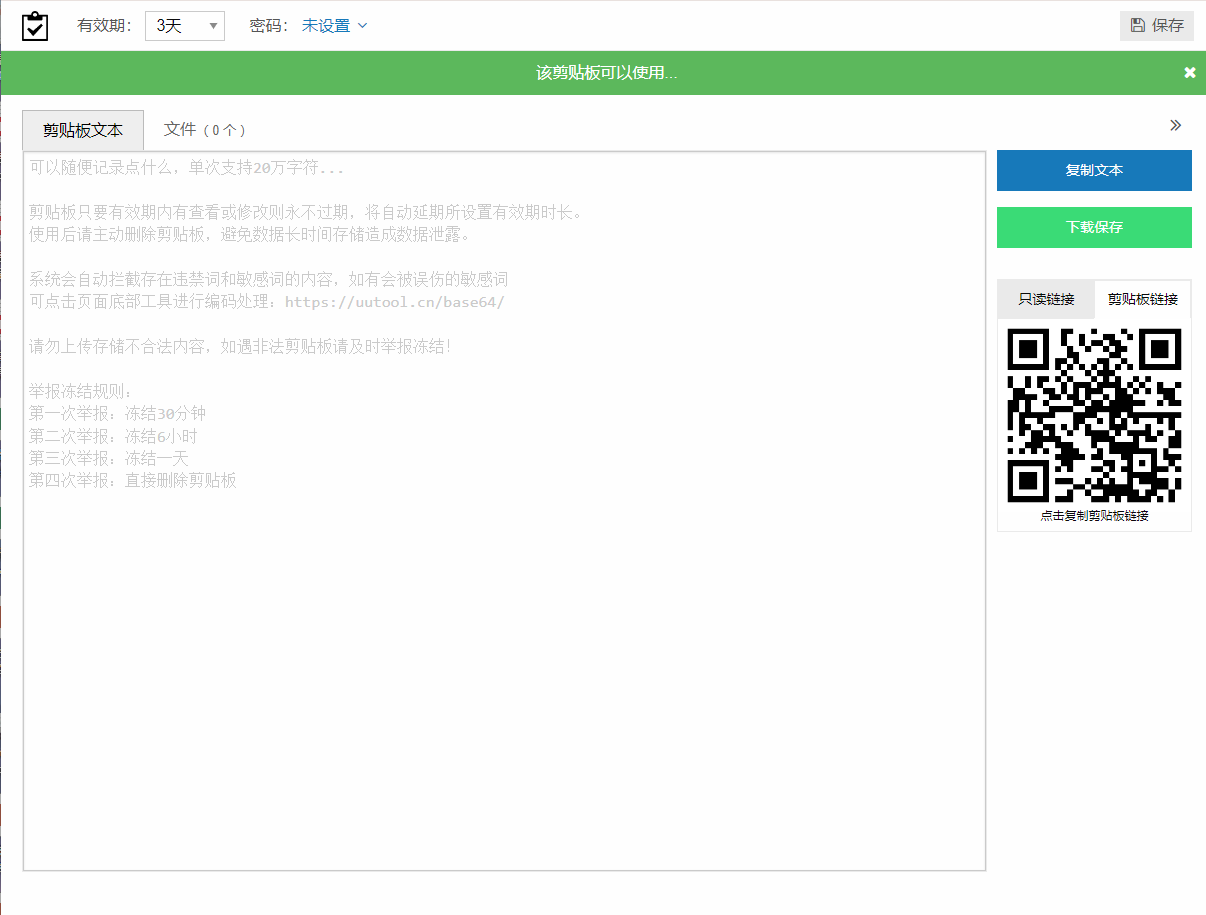 有效期： 3天 密码： 未设置 保存
该剪贴板可以使用...
剪贴板文本 文件（0个）
可以随便记录点什么，单次支持20万字符...
剪贴板只要有效期内有查看或修改则永不过期，将自动延期所设置有效期时长。
使用后请主动删除剪贴板，避免数据长时间存储造成数据泄露。
系统会自动拦截存在违禁词和敏感词的内容，如有会被误伤的敏感词
可点击页面底部工具进行编码处理：https://uutool.cn/base64/
请勿上传存储不合法内容，如遇非法剪贴板请及时举报冻结！
举报冻结规则：
第一次举报：冻结30分钟
第二次举报：冻结6小时
第三次举报：冻结一天
第四次举报：直接删除剪贴板
复制文本
下载保存
只读链接 剪贴板链接
点击复制剪贴板链接